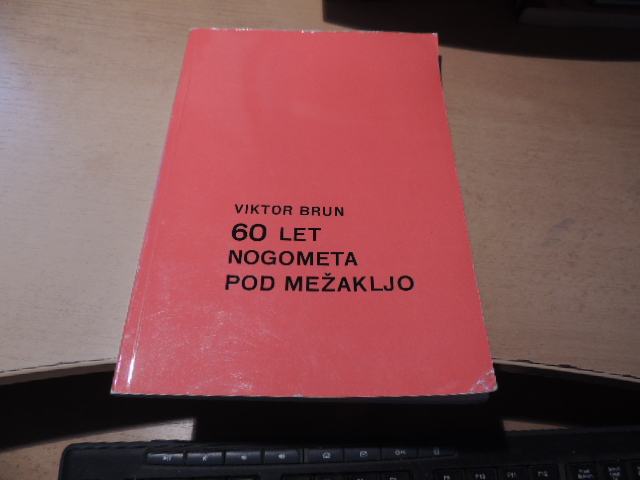 VIKTOR BRUN
60 LET
NOGOMETA
POD MEŽAKLJO